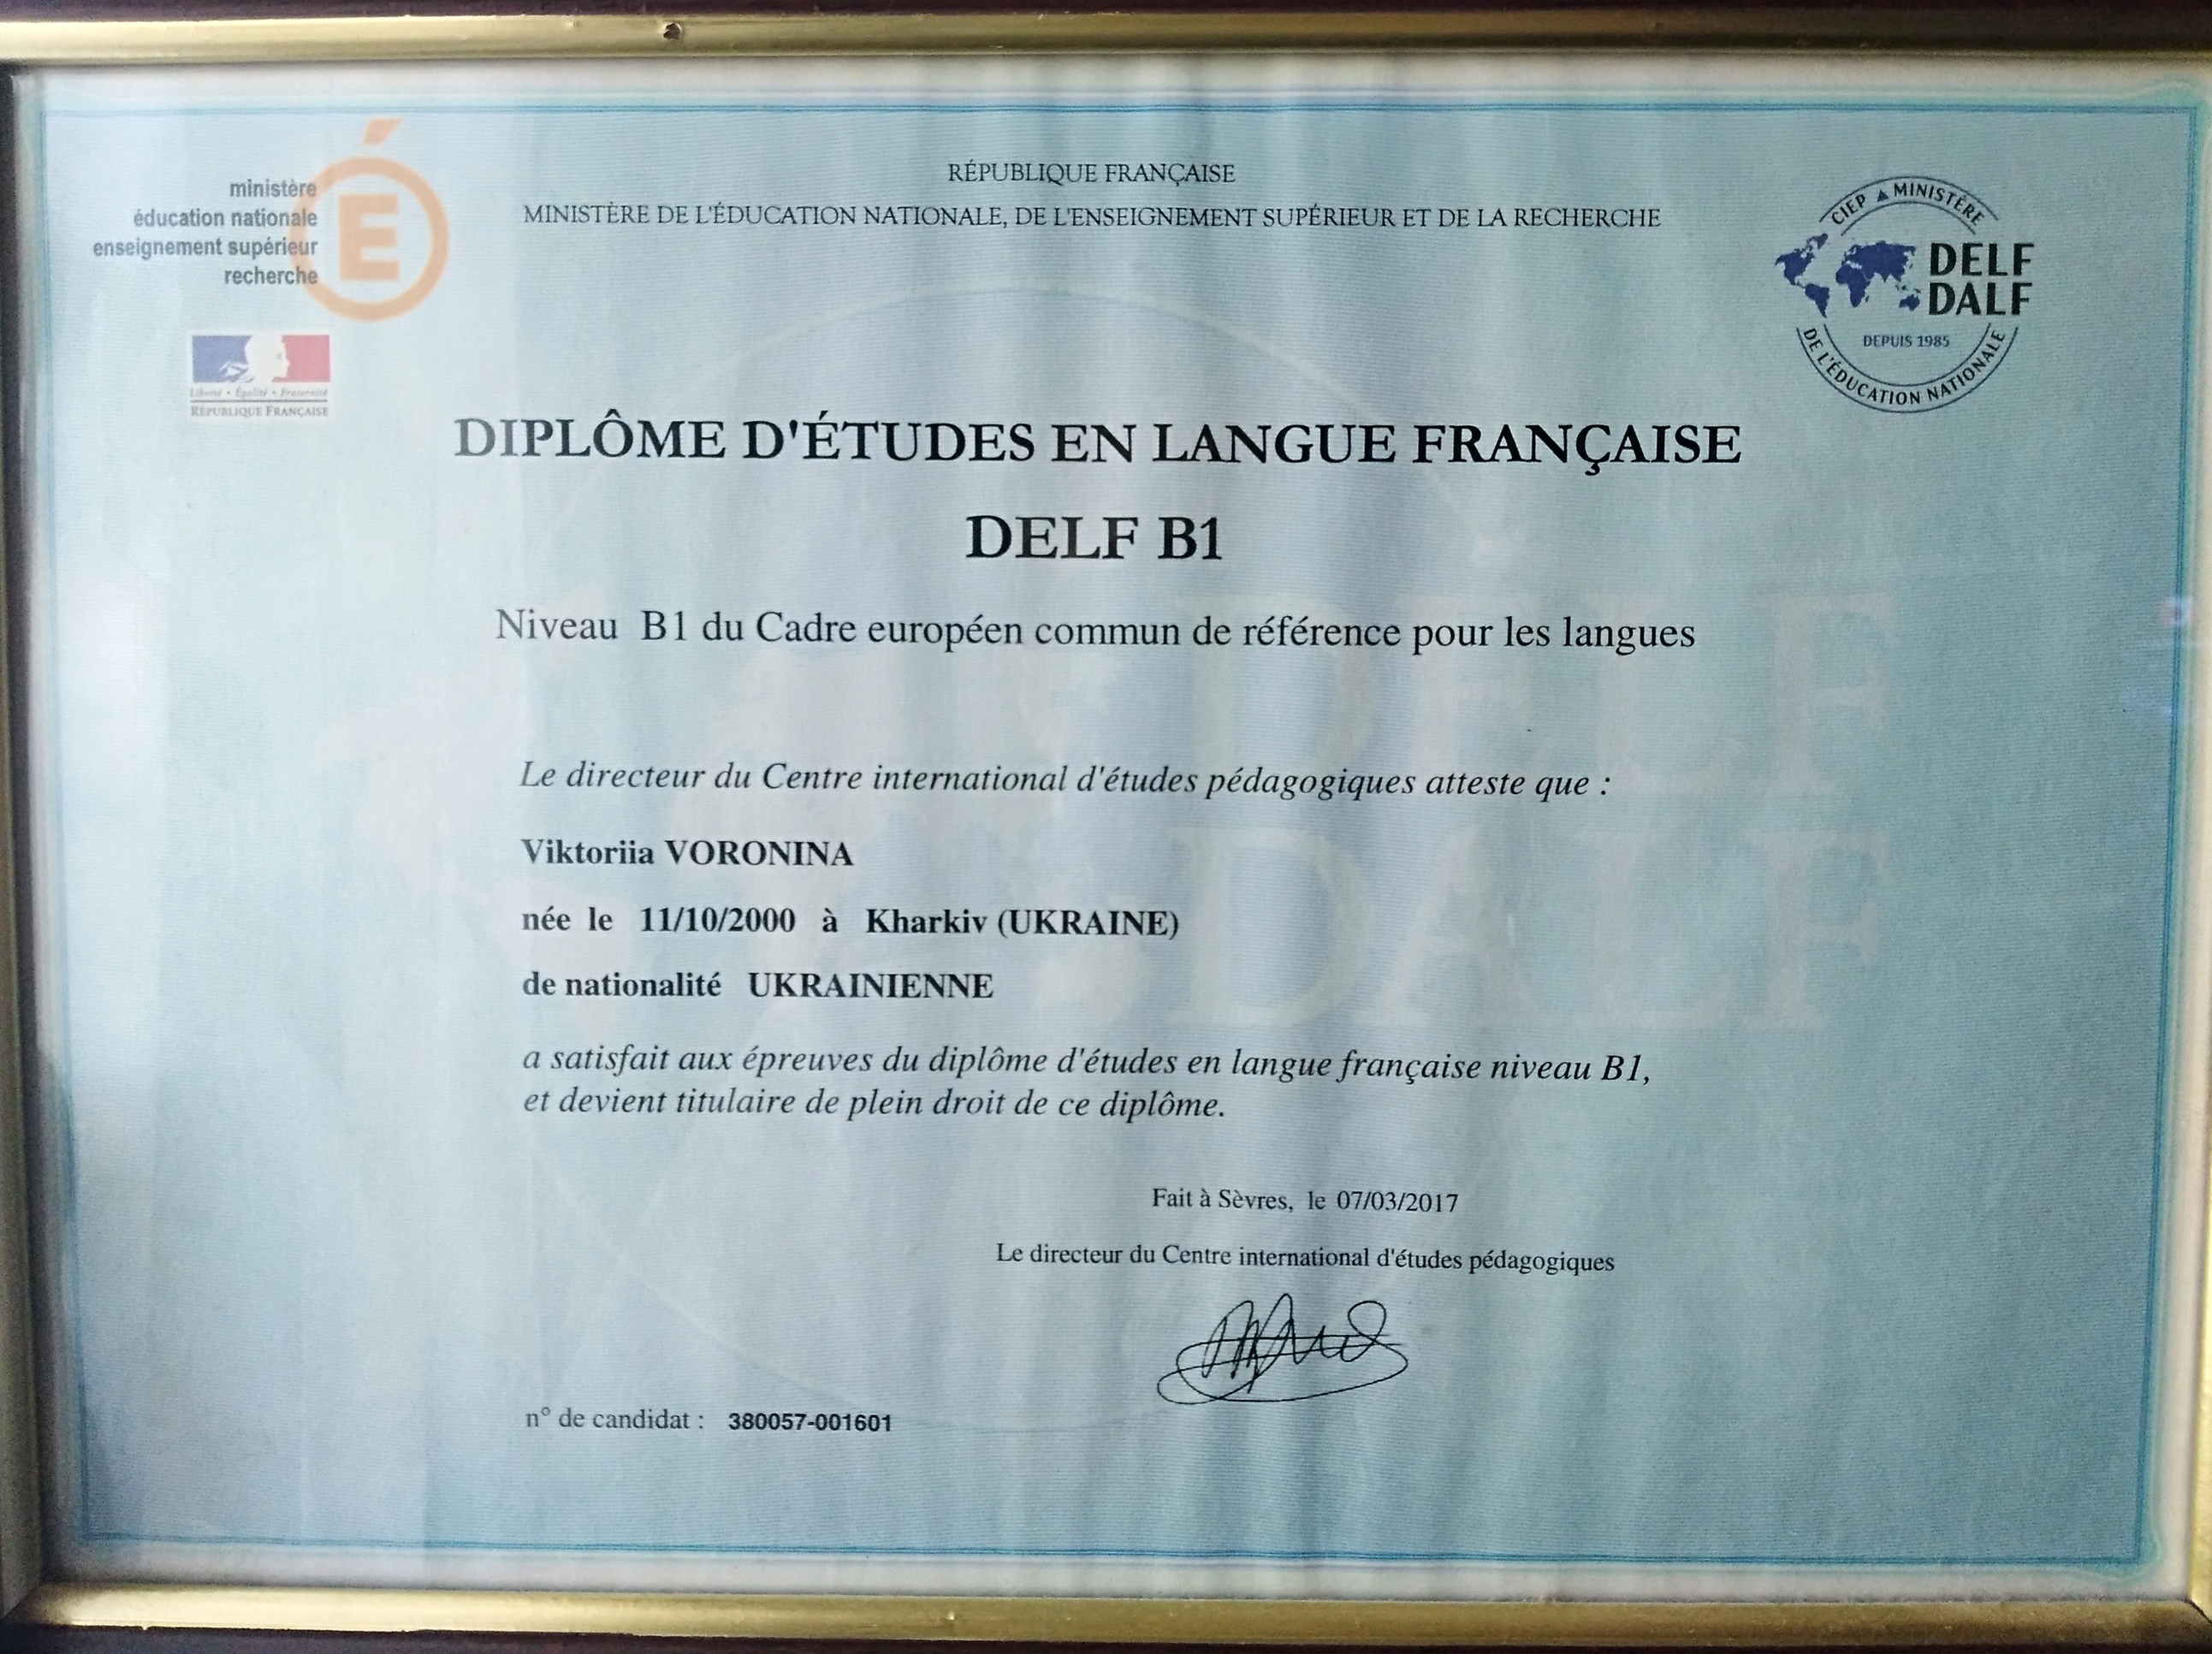 ministère
éducation nationale
enseignement supérieur
recherche
É
Liberté • Égalité • Fraternité
RÉPUBLIQUE FRANÇAISE
RÉPUBLIQUE FRANÇAISE
MINISTÈRE DE L'ÉDUCATION NATIONALE, DE L'ENSEIGNEMENT SUPÉRIEUR ET DE LA RECHERCHE
CIEP ▲ MINISTÈRE
DELF
DALF
DEPUIS 1985
DE L'ÉDUCATION NATIONALE
DIPLÔME D'ÉTUDES EN LANGUE FRANÇAISE
DELF B1
Niveau B1 du Cadre européen commun de référence pour les langues
DELF
DALF
Le directeur du Centre international d'études pédagogiques atteste que :
Viktoriia VORONINA
née le 11/10/2000 à Kharkiv (UKRAINE)
de nationalité UKRAINIENNE
a satisfait aux épreuves du diplôme d'études en langue française niveau B1,
et devient titulaire de plein droit de ce diplôme.
Fait à Sèvres, le 07/03/2017
Le directeur du Centre international d'études pédagogiques
n° de candidat : 380057-001601